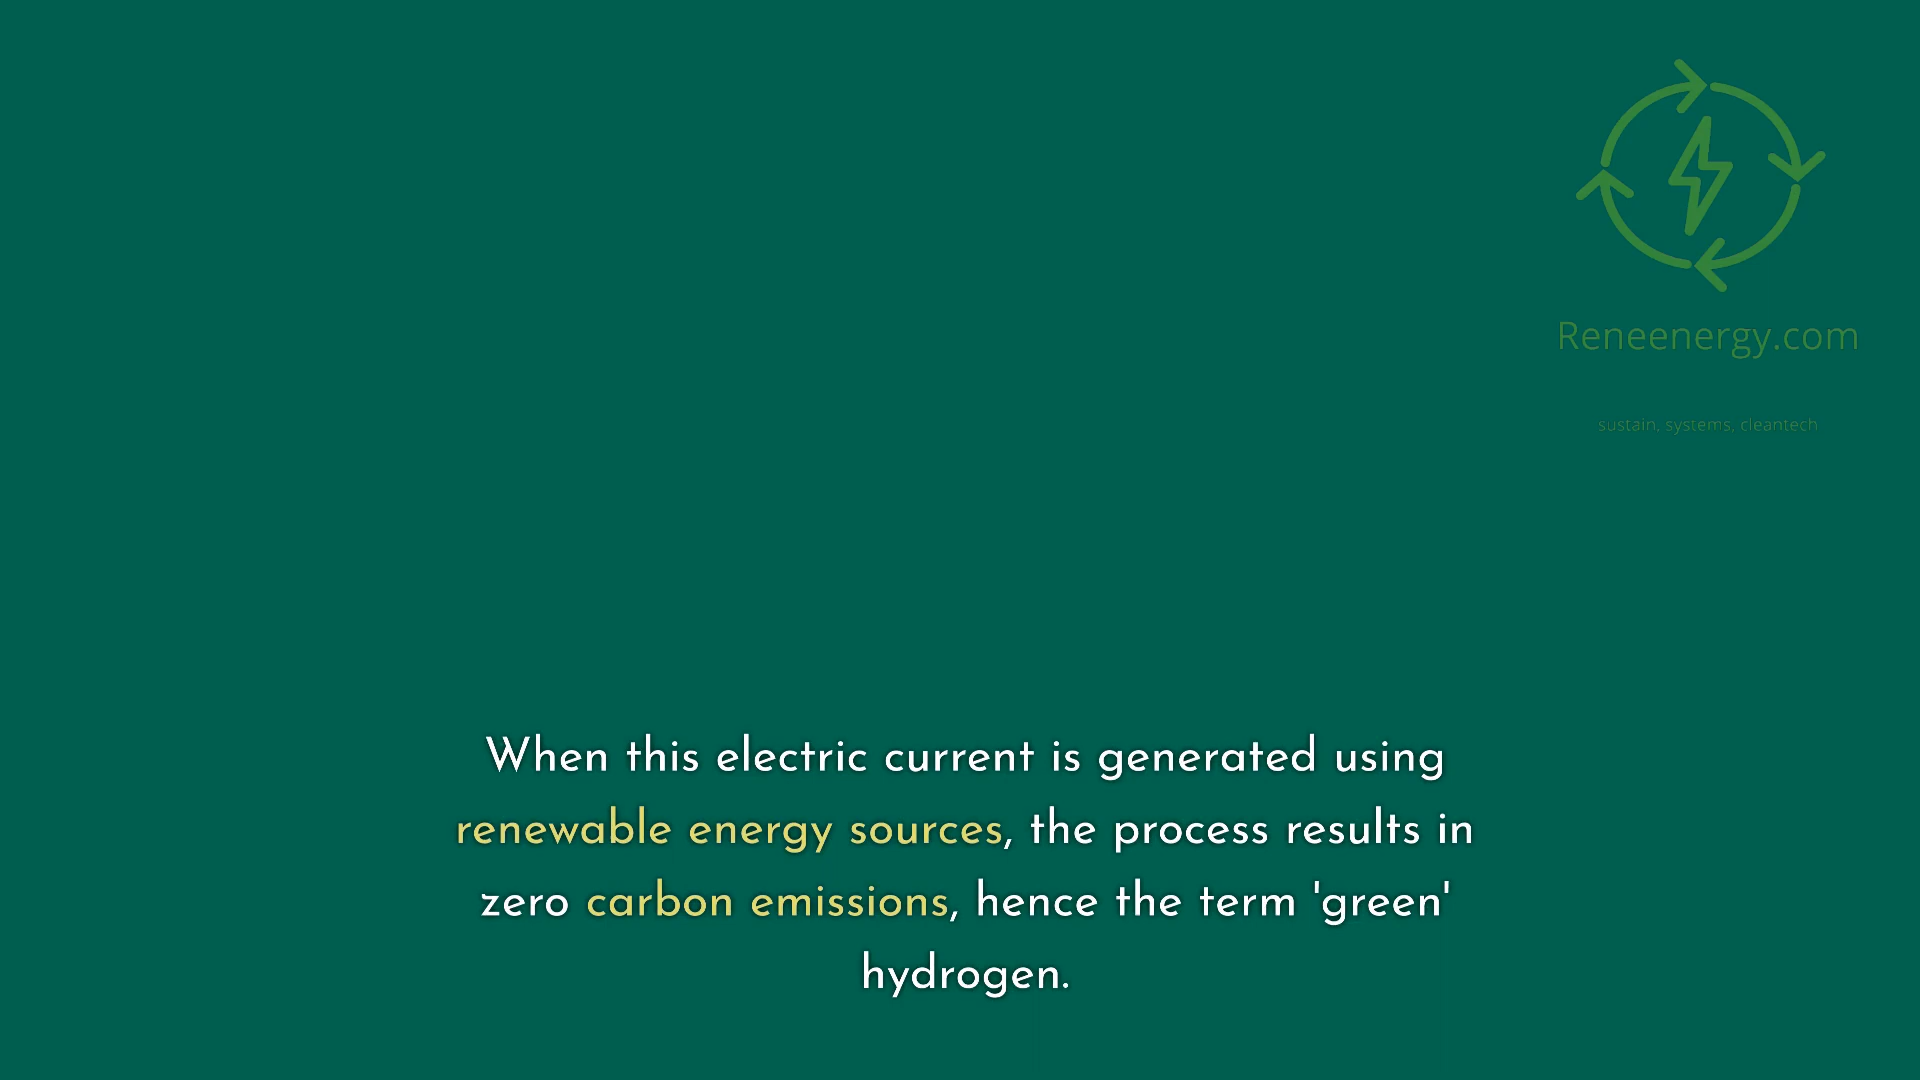 Reneenergy.com
sustain, systems, cleantech
When this electric current is generated using
renewable energy sources, the process results in
zero carbon emissions, hence the term 'green'
hydrogen.